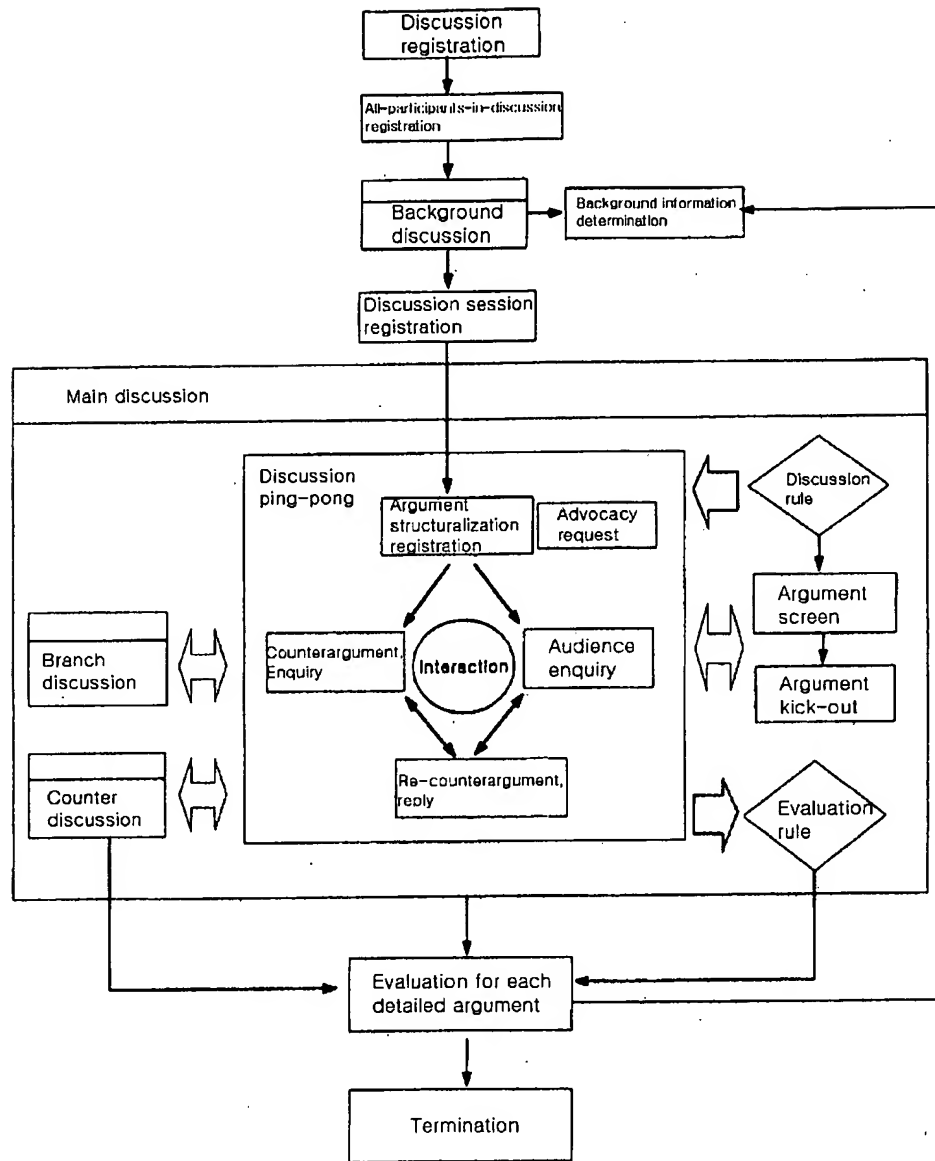 Discussion
registration
All-participants-in-discussion
registration
Background
discussion
Background information
determination
Discussion session
registration
Main discussion
Discussion
ping-pong
Argument
structuralization
registration
Advocacy
request
Discussion
rule
Argument
screen
Argument
kick-out
Branch
discussion
Counterargument,
Enquiry
Interaction
Audience
enquiry
Counter
discussion
Re-counterargument,
reply
Evaluation
rule
Evaluation for each
detailed argument
Termination